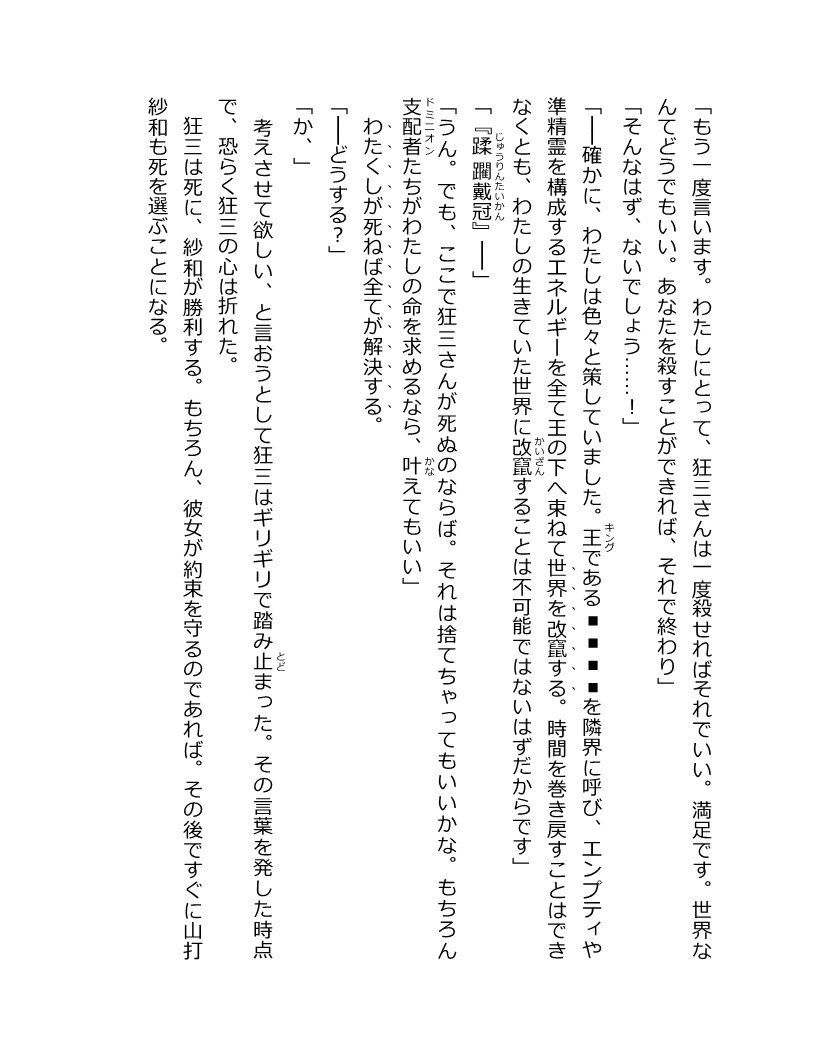 「もう一度言います。わたしにとって、狂三さんは一度殺せればそれでいい。満足です。世界な
んてどうでもいい。あなたを殺すことができれば、それで終わり」
「そんなはず、ないでしょう……！」
「――確かに、わたしは色々と策していました。王である■■■■を隣界に呼び、エンプティや
キング
準精霊を構成するエネルギーを全て王の下へ束ねて世界を改竄する。時間を巻き戻すことはでき
なくとも、わたしの生きていた世界に改竄することは不可能ではないはずだからです」
かいざん
「『蹂躙戴冠』――」
じゅうりんたいかん
「うん。でも、ここで狂三さんが死ぬのならば。それは捨てちゃってもいいかな。もちろん
支配者たちがわたしの命を求めるなら、叶えてもいい」
ドミニオン
かな
わたくしが死ねば全てが解決する。
「――どうする？」
「か、」
考えさせて欲しい、と言おうとして狂三はギリギリで踏み止まった。その言葉を発した時点
とど
で、恐らく狂三の心は折れた。
狂三は死に、紗和が勝利する。もちろん、彼女が約束を守るのであれば。その後ですぐに山打
紗和も死を選ぶことになる。